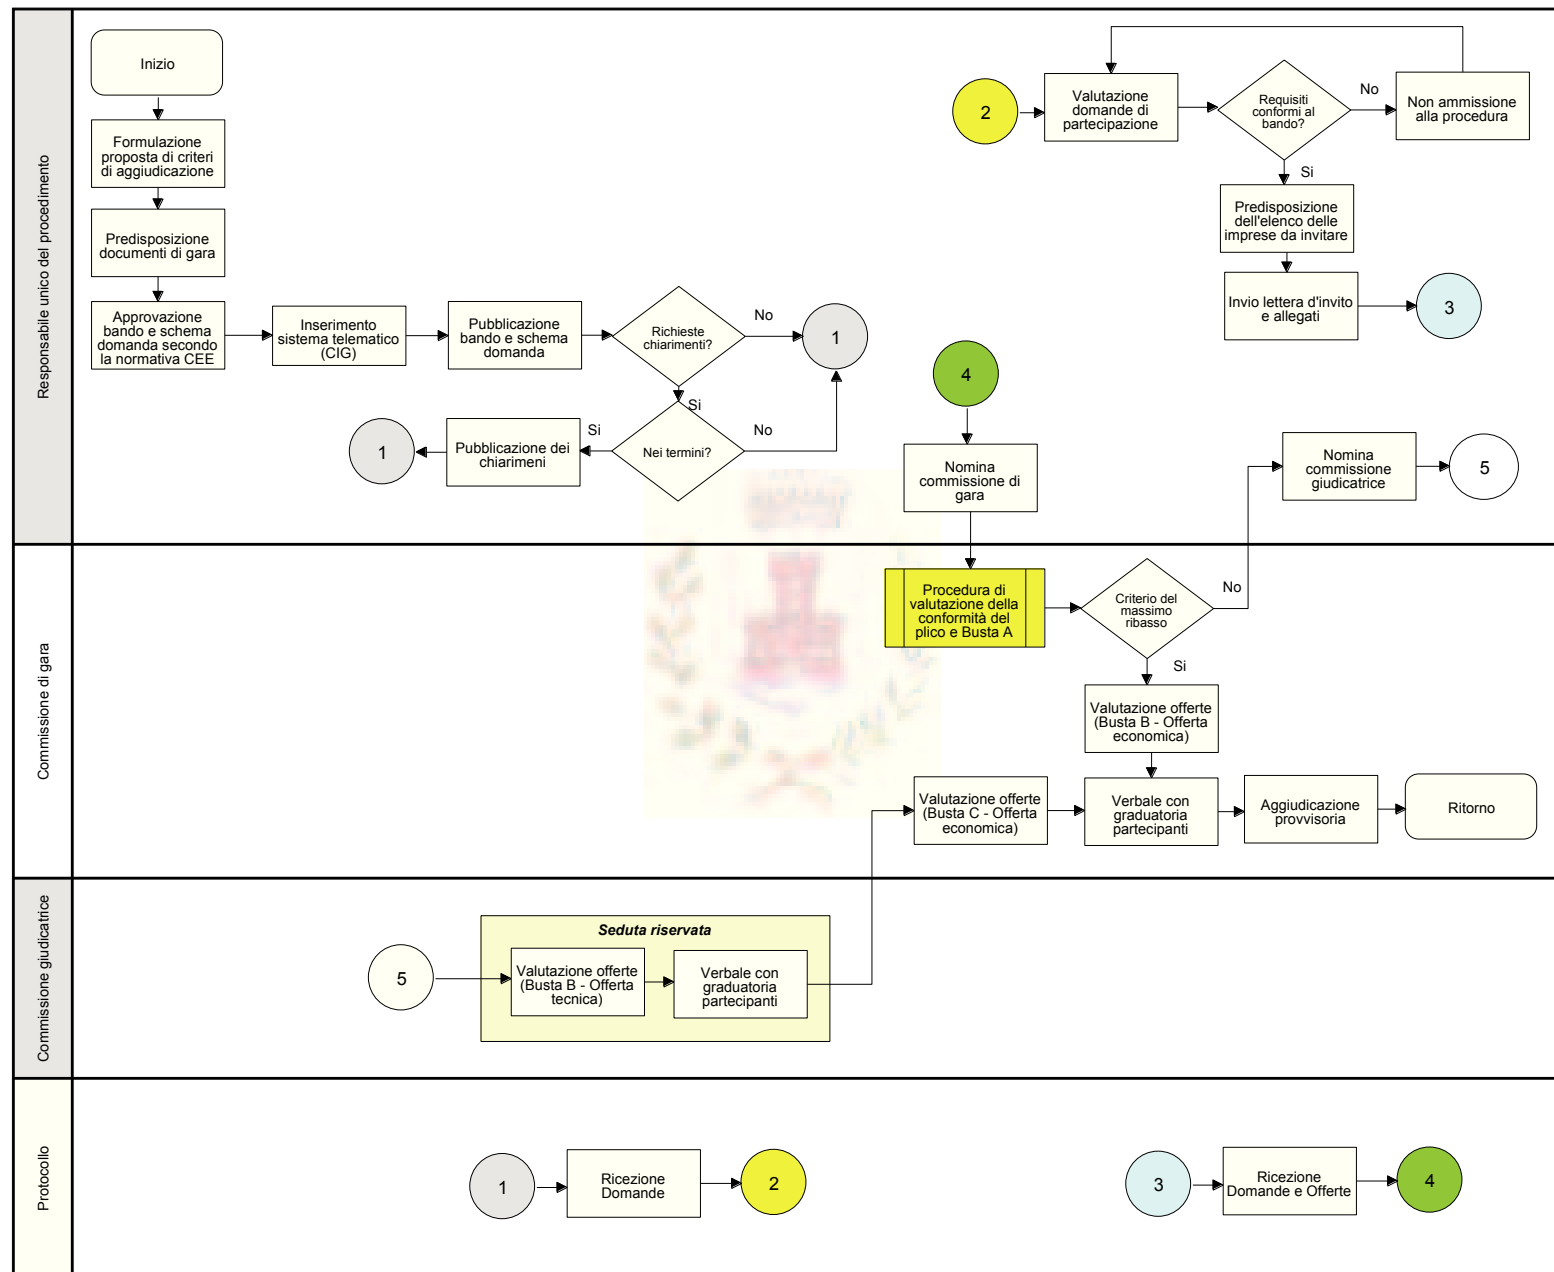 Responsabile unico del procedimento
Inizio
Formulazione
proposta di criteri
di aggiudicazione
Predisposizione
documenti di gara
Approvazione
bando e schema
domanda secondo
la normativa CEE
Inserimento
sistema telematico
(CIG)
Pubblicazione
bando e schema
domanda
Richieste
chiarimenti?
No
1
Si
Nei termini?
No
Si
Pubblicazione dei
chiarimeni
1
2
Valutazione
domande di
partecipazione
Requisiti
conformi al
bando?
No
Non ammissione
alla procedura
Si
Predisposizione
dell'elenco delle
imprese da invitare
Invio lettera d'invito
e allegati
3
4
Nomina
commissione di
gara
Nomina
commissione
giudicatrice
5
Commissione di gara
Procedura di
valutazione della
conformità del
plico e Busta A
Criterio del
massimo
ribasso
No
Si
Valutazione offerte
(Busta B - Offerta
economica)
Valutazione offerte
(Busta C - Offerta
economica)
Verbale con
graduatoria
partecipanti
Aggiudicazione
provvisoria
Ritorno
Commissione giudicatrice
5
Seduta riservata
Valutazione offerte
(Busta B - Offerta
tecnica)
Verbale con
graduatoria
partecipanti
Protocollo
1
Ricezione
Domande
2
3
Ricezione
Domande e Offerte
4